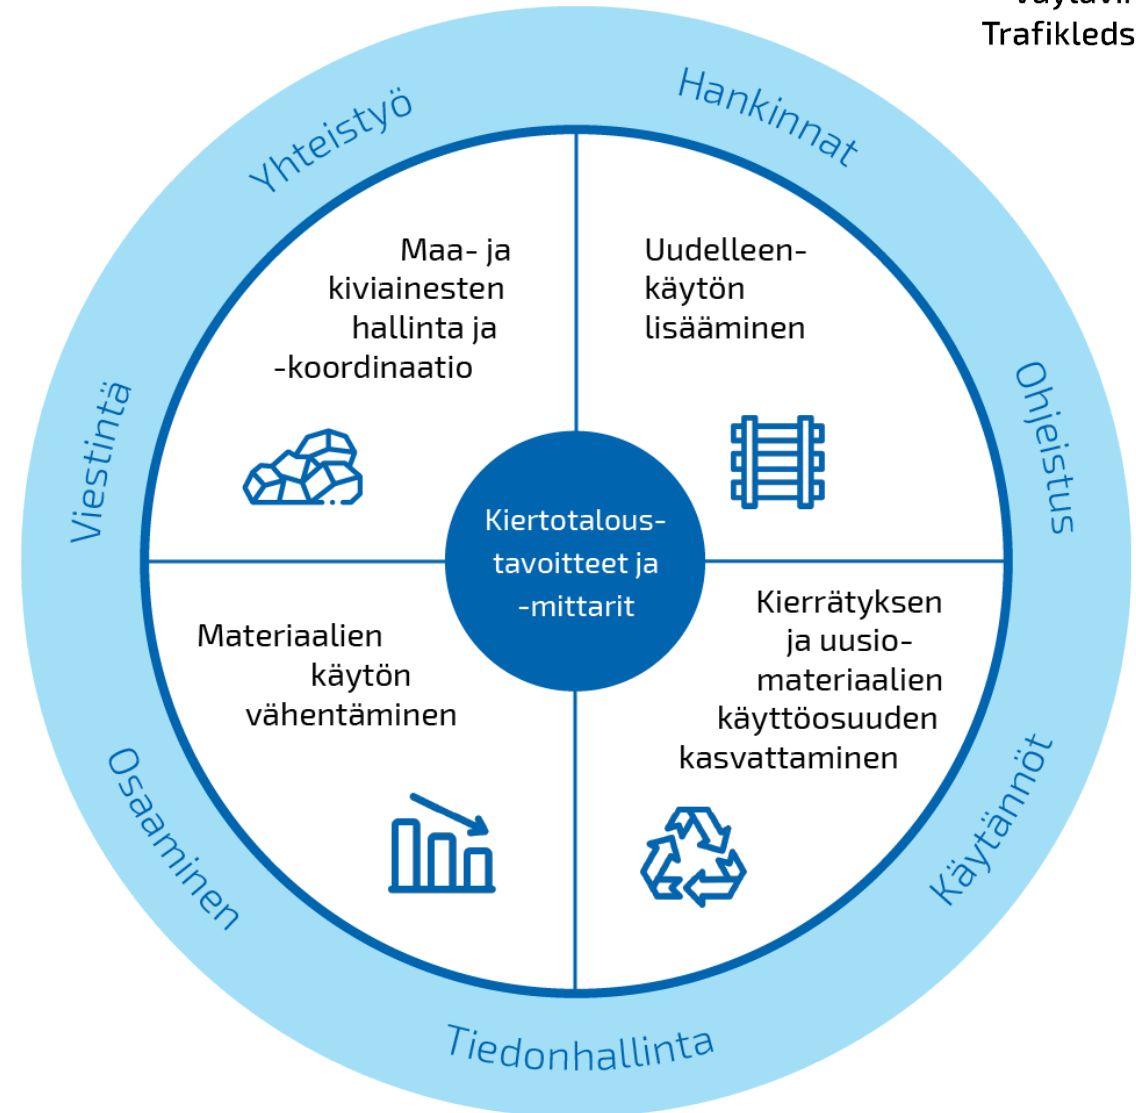 Trafikleds
Yhteistyö
Hankinnat
Ohjeistus
Käytännöt
Tiedonhallinta
Osaaminen
Viestintä
Maa- ja
kiviainesten
hallinta ja
-koordinaatio
Uudelleen-
käytön
lisääminen
Kiertotalous-
tavoitteet ja
-mittarit
Materiaalien
käytön
vähentäminen
Kierrätyksen
ja uusio-
materiaalien
käyttöosuuden
kasvattaminen